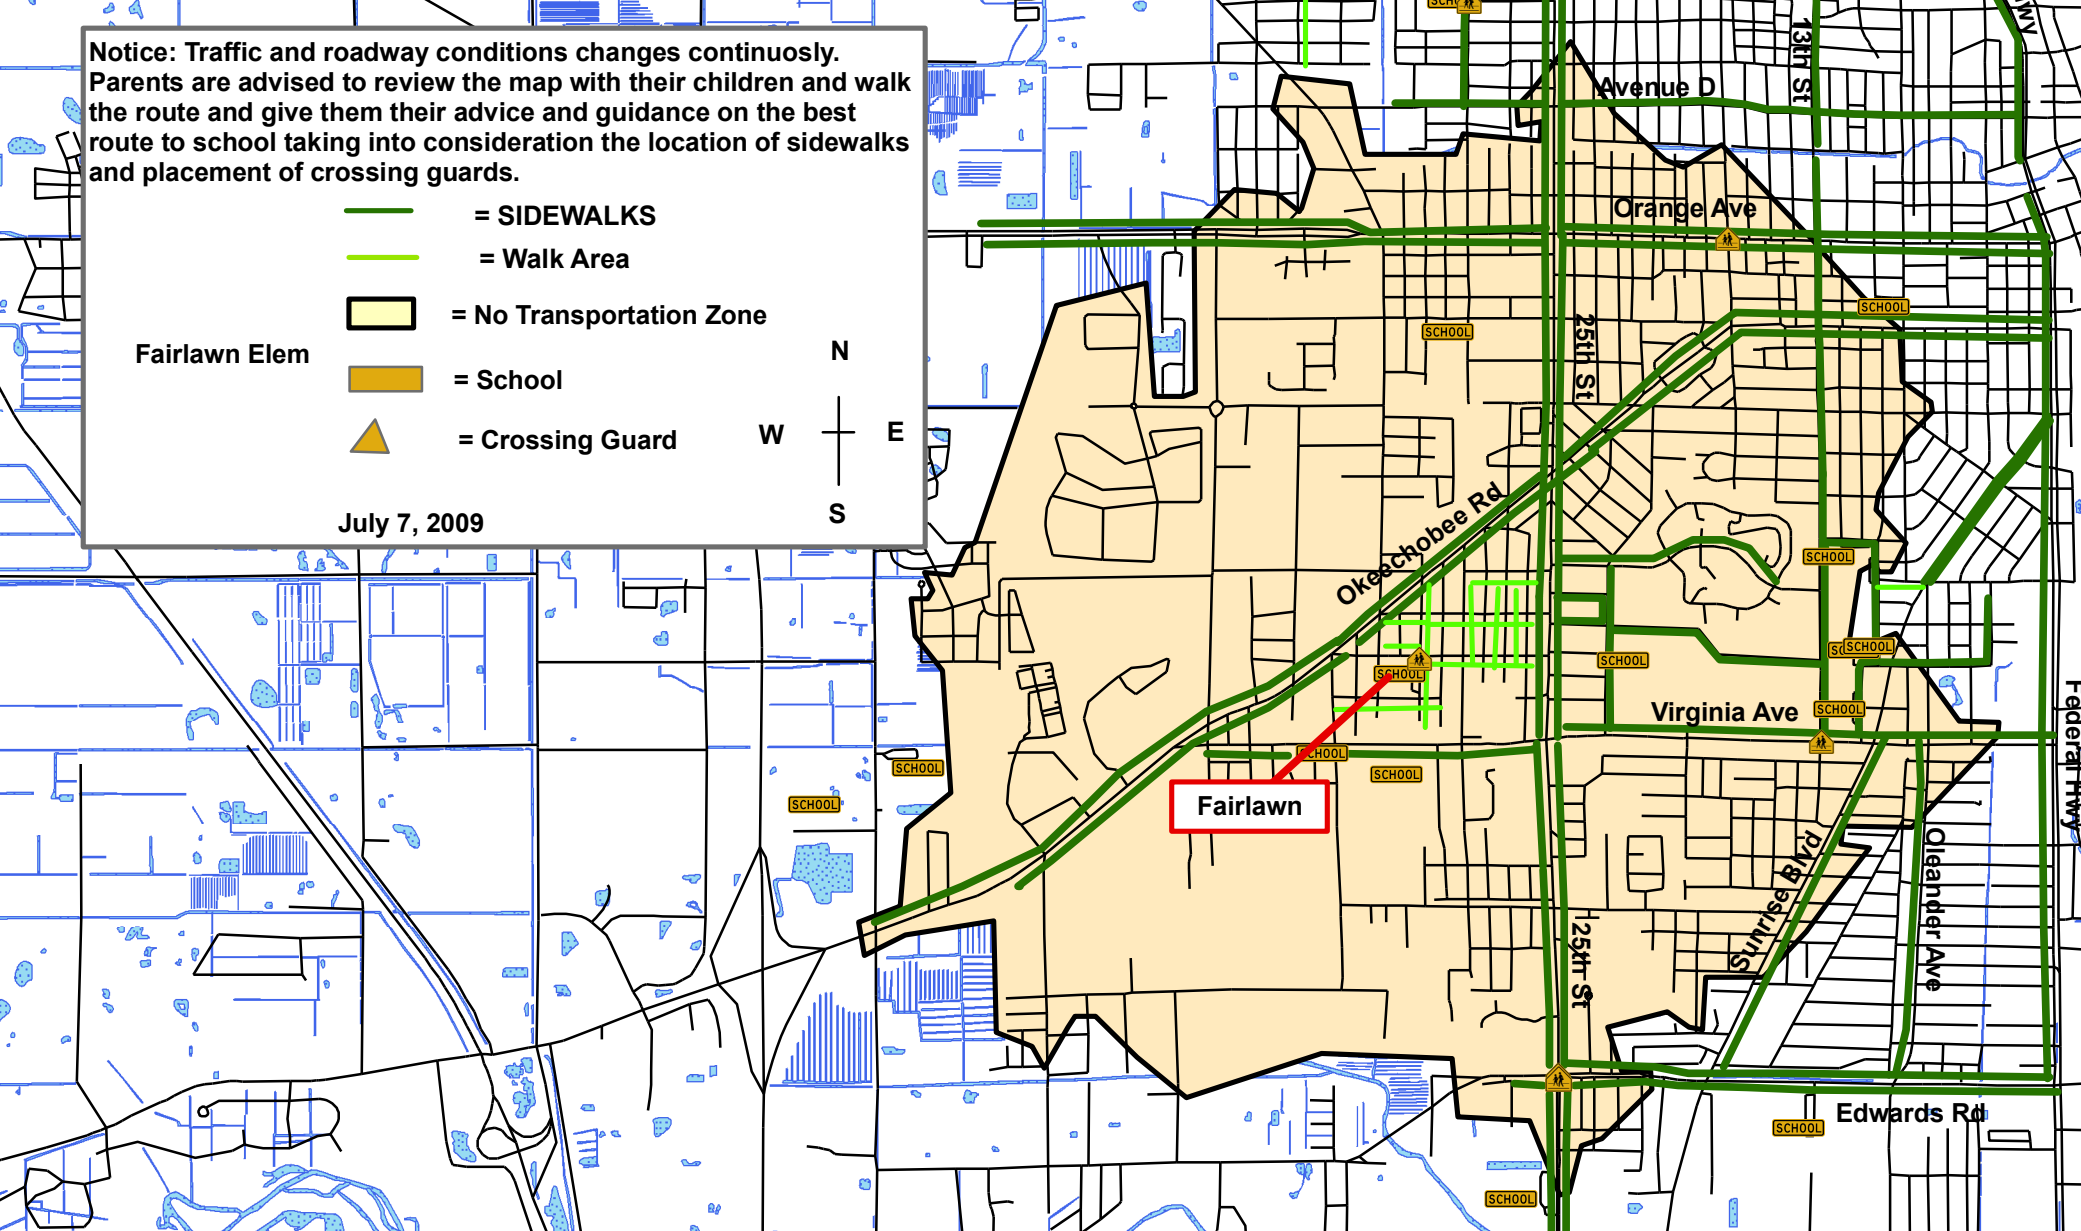 Notice: Traffic and roadway conditions changes continuosly.
Parents are advised to review the map with their children and walk
the route and give them their advice and guidance on the best
route to school taking into consideration the location of sidewalks
and placement of crossing guards.
= SIDEWALKS
= Walk Area
= No Transportation Zone
Fairlawn Elem
= School
= Crossing Guard
July 7, 2009
N
W
E
S
13th St
Avenue D
Orange Ave
SCHOOL
SCHOOL
25th St
Okeechobee Rd
SCHOOL
SCHOOL
SCHOOL
SCHOOL
SCHOOL
Virginia Ave
Federal Hwy
SCHOOL
SCHOOL
SCHOOL
SCHOOL
Fairlawn
Sunrise Blvd
Oleander Ave
25th St
Edwards Rd
SCHOOL
SCHOOL